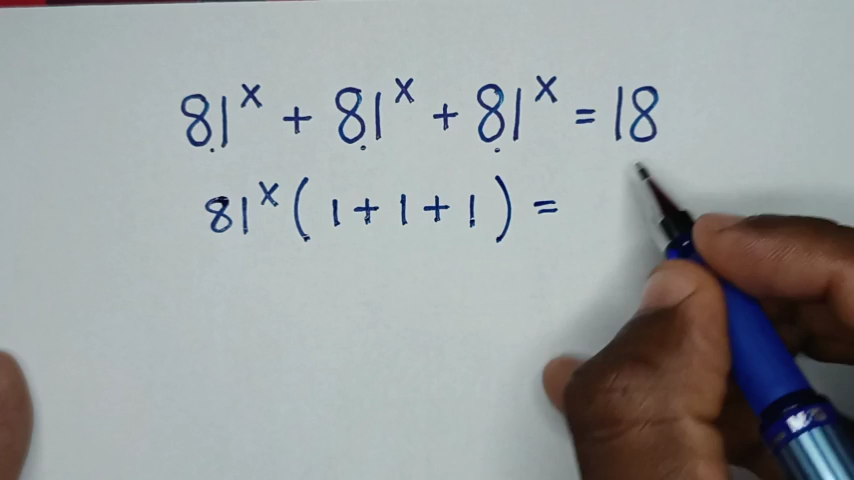 81^x + 81^x + 81^x = 18
81^x ( 1 + 1 + 1 ) =